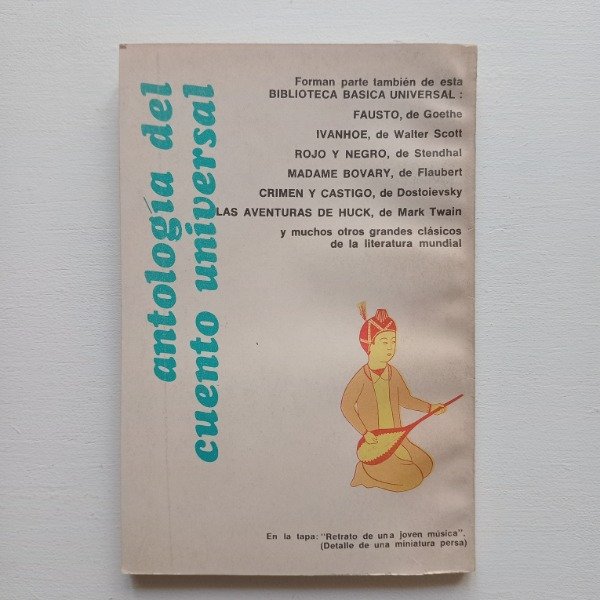 antología del
cuento universal
Forman parte también de esta
BIBLIOTECA BASICA UNIVERSAL :
FAUSTO, de Goethe
IVANHOE, de Walter Scott
ROJO Y NEGRO, de Stendhal
MADAME BOVARY, de Flaubert
CRIMEN Y CASTIGO, de Dostoievsky
LAS AVENTURAS DE HUCK, de Mark Twain
y muchos otros grandes clásicos
de la literatura mundial
En la tapa: "Retrato de una joven música".
(Detalle de una miniatura persa)